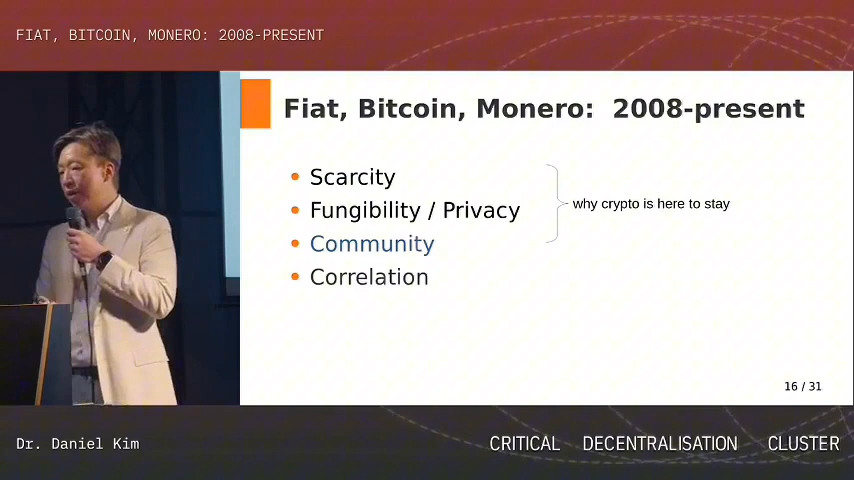 FIAT, BITCOIN, MONERO: 2008-PRESENT
Fiat, Bitcoin, Monero: 2008-present
Scarcity
Fungibility / Privacy
Community
Correlation
why crypto is here to stay
16 / 31
Dr. Daniel Kim
CRITICAL DECENTRALISATION CLUSTER